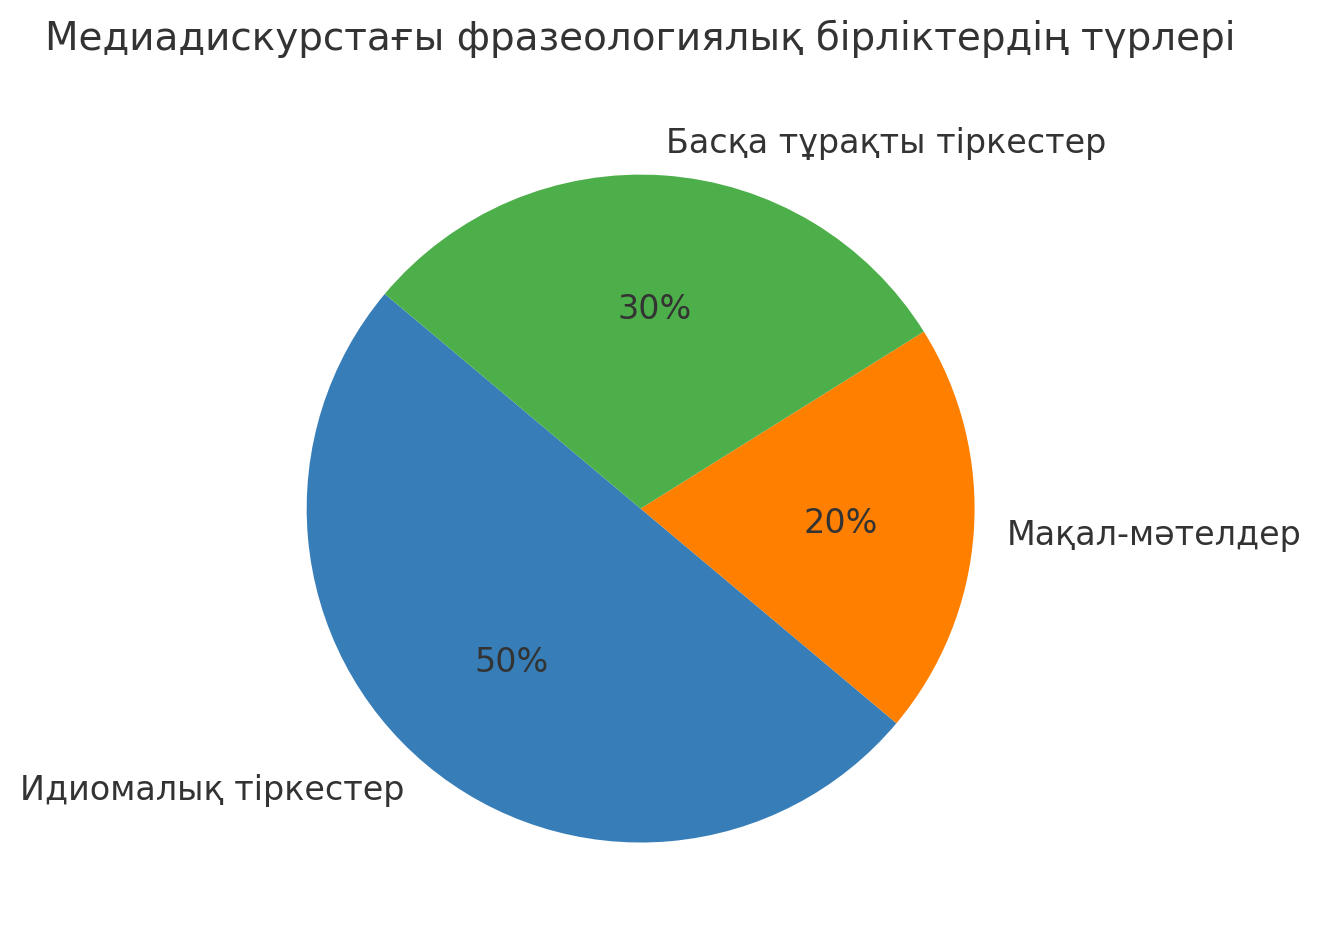 Медиадискурстағы фразеологиялық бірліктердің түрлері
Басқа тұрақты тіркестер
30%
20%
Мақал-мәтелдер
50%
Идиомалық тіркестер